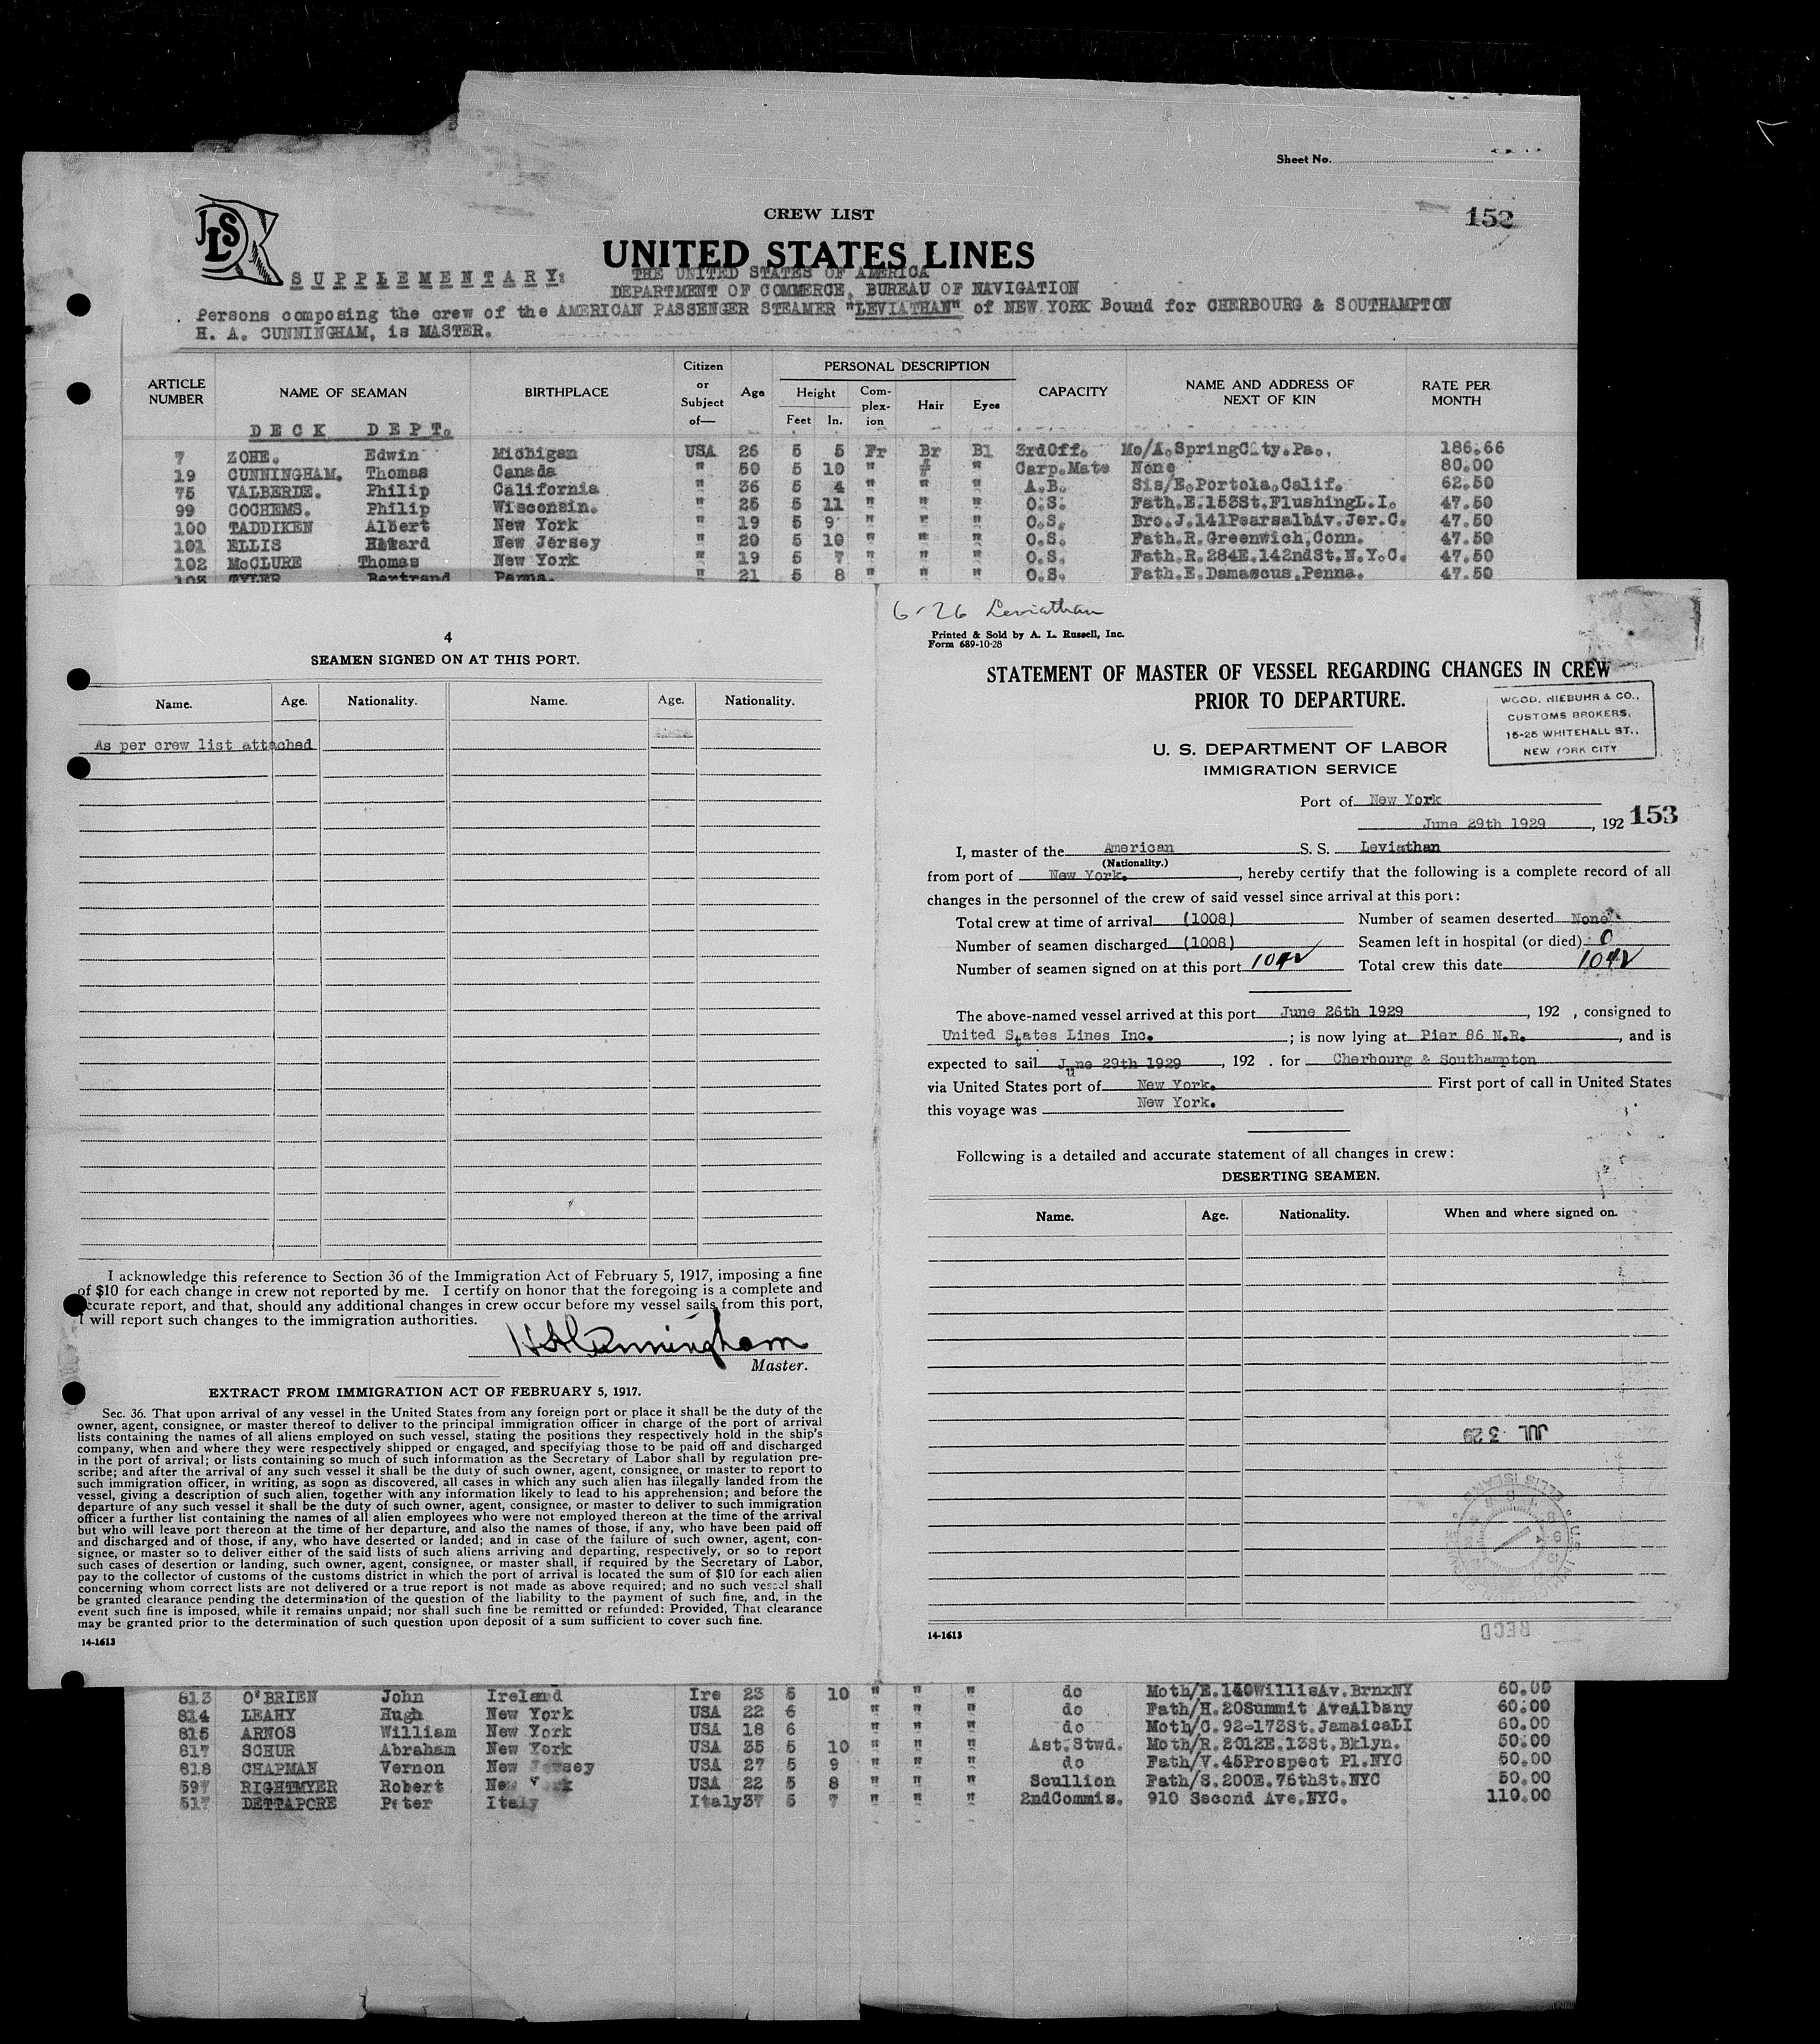 Sheet No.
CREW LIST
152
JLS
UNITED STATES LINES
SUPPLEMENTARY:
THE UNITED STATES OF AMERICA
DEPARTMENT OF COMMERCE, BUREAU OF NAVIGATION
Persons composing the crew of the AMERICAN PASSENGER STEAMER "LEVIATHAN" of NEW YORK Bound for CHERBOURG & SOUTHAMPTON
H. A. CUNNINGHAM, is MASTER.
ARTICLE NUMBER NAME OF SEAMAN BIRTHPLACE Citizen or Subject of— Age PERSONAL DESCRIPTION Height Feet In. Complexion Hair Eyes CAPACITY NAME AND ADDRESS OF NEXT OF KIN RATE PER MONTH
DECK DEPT.
7 ZOHE. Edwin Michigan USA 26 5 5 Fr Br Bl 3rdOff. Mo/A.SpringCity.Pa. 186.66
19 CUNNINGHAM. Thomas Canada " 50 5 10 " " Carp.Mate None 80.00
75 VALBERDE. Philip California " 36 5 4 " " " A.B. Sis/E.Portola.Calif. 62.50
99 COCHEMS. Philip Wisconsin. " 25 5 11 " " " O.S. Fath.E.153St.FlushingL.I. 47.50
100 TADDIKEN Albert New York " 19 5 9 " " " O.S. Bro.J.141PearsalbAv.Jer.C. 47.50
101 ELLIS New Jersey " 20 5 10 " " " O.S. Fath.R.Greenwich,Conn. 47.50
102 McCLURE Thomas New York " 19 5 7 " " " O.S. Fath.R.284E.142ndSt.N.Y.C. 47.50
103 TYLER Bertrand Penna. " 21 5 8 " " " O.S. Fath.E.Damascus.Penna. 47.50
4
SEAMEN SIGNED ON AT THIS PORT.
Name. Age. Nationality. Name. Age. Nationality.
As per crew list attached
I acknowledge this reference to Section 36 of the Immigration Act of February 5, 1917, imposing a fine
of $10 for each change in crew not reported by me. I certify on honor that the foregoing is a complete and
accurate report, and that, should any additional changes in crew occur before my vessel sails from this port,
I will report such changes to the immigration authorities.
HACunningham
Master.
EXTRACT FROM IMMIGRATION ACT OF FEBRUARY 5, 1917.
Sec. 36. That upon arrival of any vessel in the United States from any foreign port or place it shall be the duty of the
owner, agent, consignee, or master thereof to deliver to the principal immigration officer in charge of the port of arrival
lists containing the names of all aliens employed on such vessel, stating the positions they respectively hold in the ship's
company, when and where they were respectively shipped or engaged, and specifying those to be paid off and discharged
in the port of arrival; or lists containing so much of such information as the Secretary of Labor shall by regulation pre-
scribe; and after the arrival of any such vessel it shall be the duty of such owner, agent, consignee, or master to report to
such immigration officer, in writing, as soon as discovered, all cases in which any such alien has illegally landed from the
vessel, giving a description of such alien, together with any information likely to lead to his apprehension; and before the
departure of any such vessel it shall be the duty of such owner, agent, consignee, or master to deliver to such immigration
officer a further list containing the names of all alien employees who were not employed thereon at the time of the arrival
but who will leave port thereon at the time of her departure, and also the names of those, if any, who have been paid off
and discharged and of those, if any, who have deserted or landed; and in case of the failure of such owner, agent, con-
signee, or master so to deliver either of the said lists of such aliens arriving and departing, respectively, or so to report
such cases of desertion or landing, such owner, agent, consignee, or master shall, if required by the Secretary of Labor,
pay to the collector of customs of the customs district in which the port of arrival is located the sum of $10 for each alien
concerning whom correct lists are not delivered or a true report is not made as above required; and no such vessel shall
be granted clearance pending the determination of the question of the liability to the payment of such fine, and, in the
event such fine is imposed, while it remains unpaid; nor shall such fine be remitted or refunded: Provided, That clearance
may be granted prior to the determination of such question upon deposit of a sum sufficient to cover such fine.
14-1613
6-26 Leviathan
Printed & Sold by A. L. Russell, Inc.
Form 689-10-28
STATEMENT OF MASTER OF VESSEL REGARDING CHANGES IN CREW
PRIOR TO DEPARTURE.
WOOD, NIEBUHR & CO.,
CUSTOMS BROKERS,
15-25 WHITEHALL ST.,
NEW YORK CITY
U. S. DEPARTMENT OF LABOR
IMMIGRATION SERVICE
Port of New York
June 29th 1929, 192
153
I, master of the American S. S. Leviathan
(Nationality.)
from port of New York., hereby certify that the following is a complete record of all
changes in the personnel of the crew of said vessel since arrival at this port:
Total crew at time of arrival (1008) Number of seamen deserted None
Number of seamen discharged (1008) Seamen left in hospital (or died) 0
Number of seamen signed on at this port 1042 Total crew this date 1042
The above-named vessel arrived at this port June 26th 1929, 192 , consigned to
United States Lines Inc. ; is now lying at Pier 86 N.R., and is
expected to sail June 29th 1929, 192 . for Cherbourg & Southampton
via United States port of New York. First port of call in United States
this voyage was New York.
Following is a detailed and accurate statement of all changes in crew:
DESERTING SEAMEN.
Name. Age. Nationality. When and where signed on.
JUL 3 29
ELLIS ISLAND
U.S. IMMIGRATION
RECD
14-1613
813 O'BRIEN John Ireland Ire 23 5 10 " " " do Moth/E.140WillisAv.BrnxNY 60.00
814 LEAHY Hugh New York USA 22 6 " " " do Fath/H.20Summit AveAlbany 60.00
815 ARNOS William New York USA 18 6 " " " do Moth/C.92-173St.JamaicaLI 60.00
817 SCHUR Abraham New York USA 35 5 10 " " " Ast.Stwd. Moth/R.2012E.13St.Bklyn. 50.00
818 CHAPMAN Vernon New Jersey USA 27 5 9 " " " do Fath/V.45Prospect Pl.NYC 50.00
597 RIGHTMYER Robert New York USA 22 5 8 " " " Scullion Fath/S.200E.76thSt.NYC 50.00
517 DETTAPORE Peter Italy Italy37 5 7 " " " 2ndCommis. 910 Second Ave.NYC. 110.00